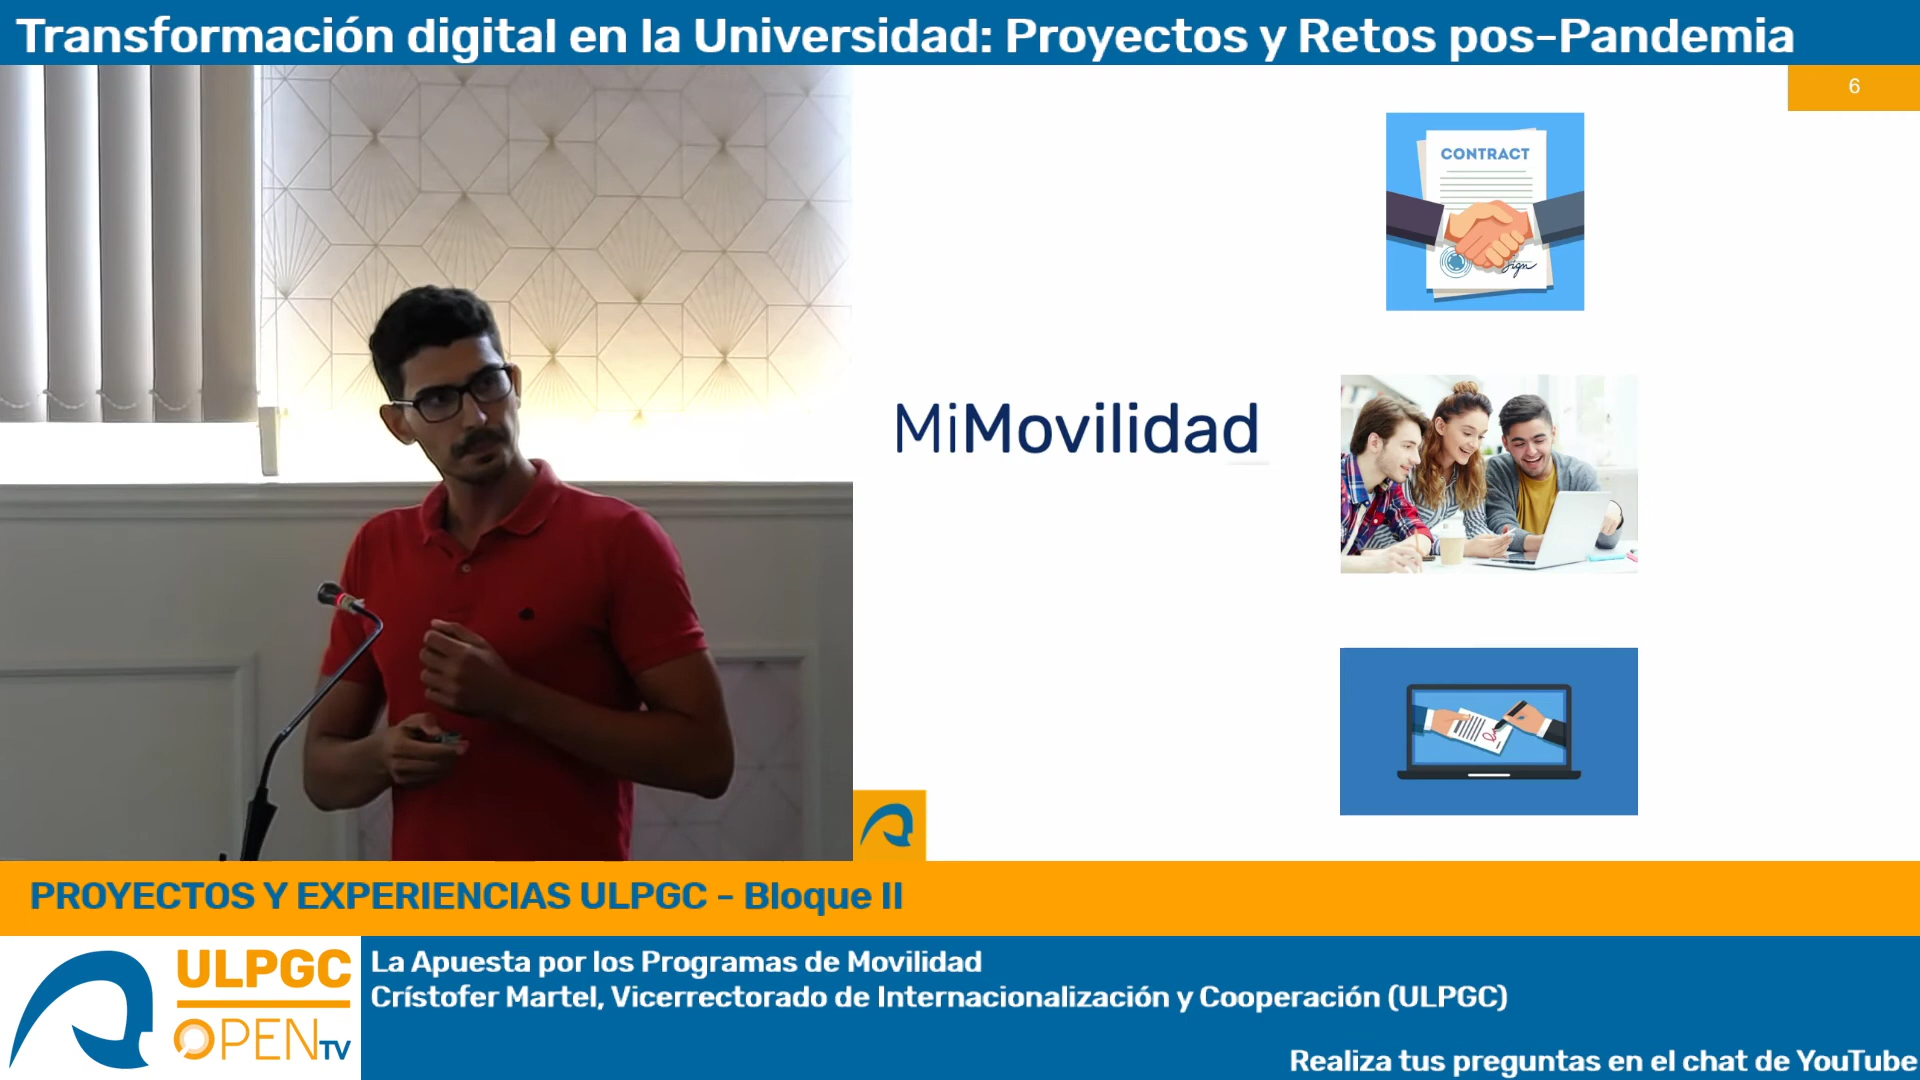 Transformación digital en la Universidad: Proyectos y Retos pos-Pandemia
6
CONTRACT
Sign
MiMovilidad
PROYECTOS Y EXPERIENCIAS ULPGC - Bloque II
ULPGC
OPEN TV
La Apuesta por los Programas de Movilidad
Crístofer Martel, Vicerrectorado de Internacionalización y Cooperación (ULPGC)
Realiza tus preguntas en el chat de YouTube